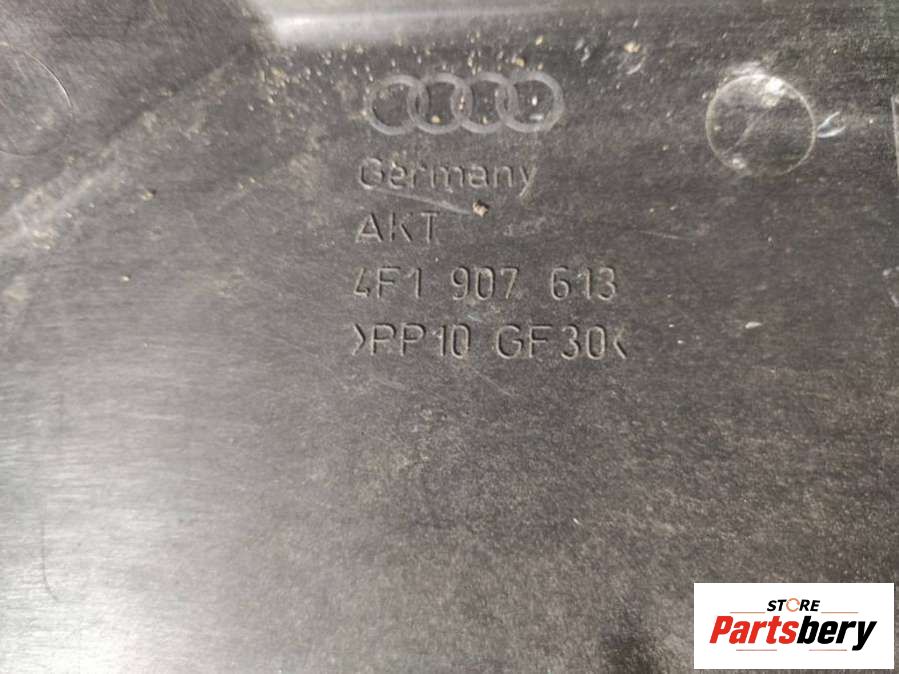 Germany
AKT
4F1 907 613
>PP10 GF30<
STORE
Partsbery